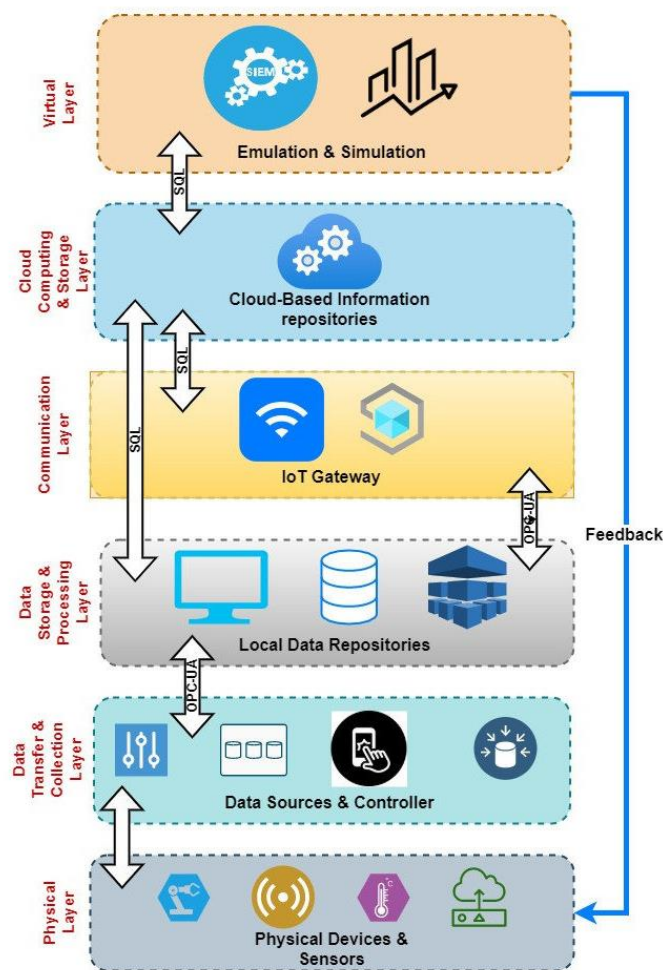 Virtual
Layer
SIEM
Emulation & Simulation
SQL
Cloud
Computing
& Storage
Layer
Cloud-Based Information
repositories
SQL
SQL
Communication
Layer
IoT Gateway
OPC-UA
Feedback
Data
Storage &
Processing
Layer
Local Data Repositories
OPC-UA
Data
Transfer &
Collection
Layer
Data Sources & Controller
Physical
Layer
°C
Physical Devices &
Sensors